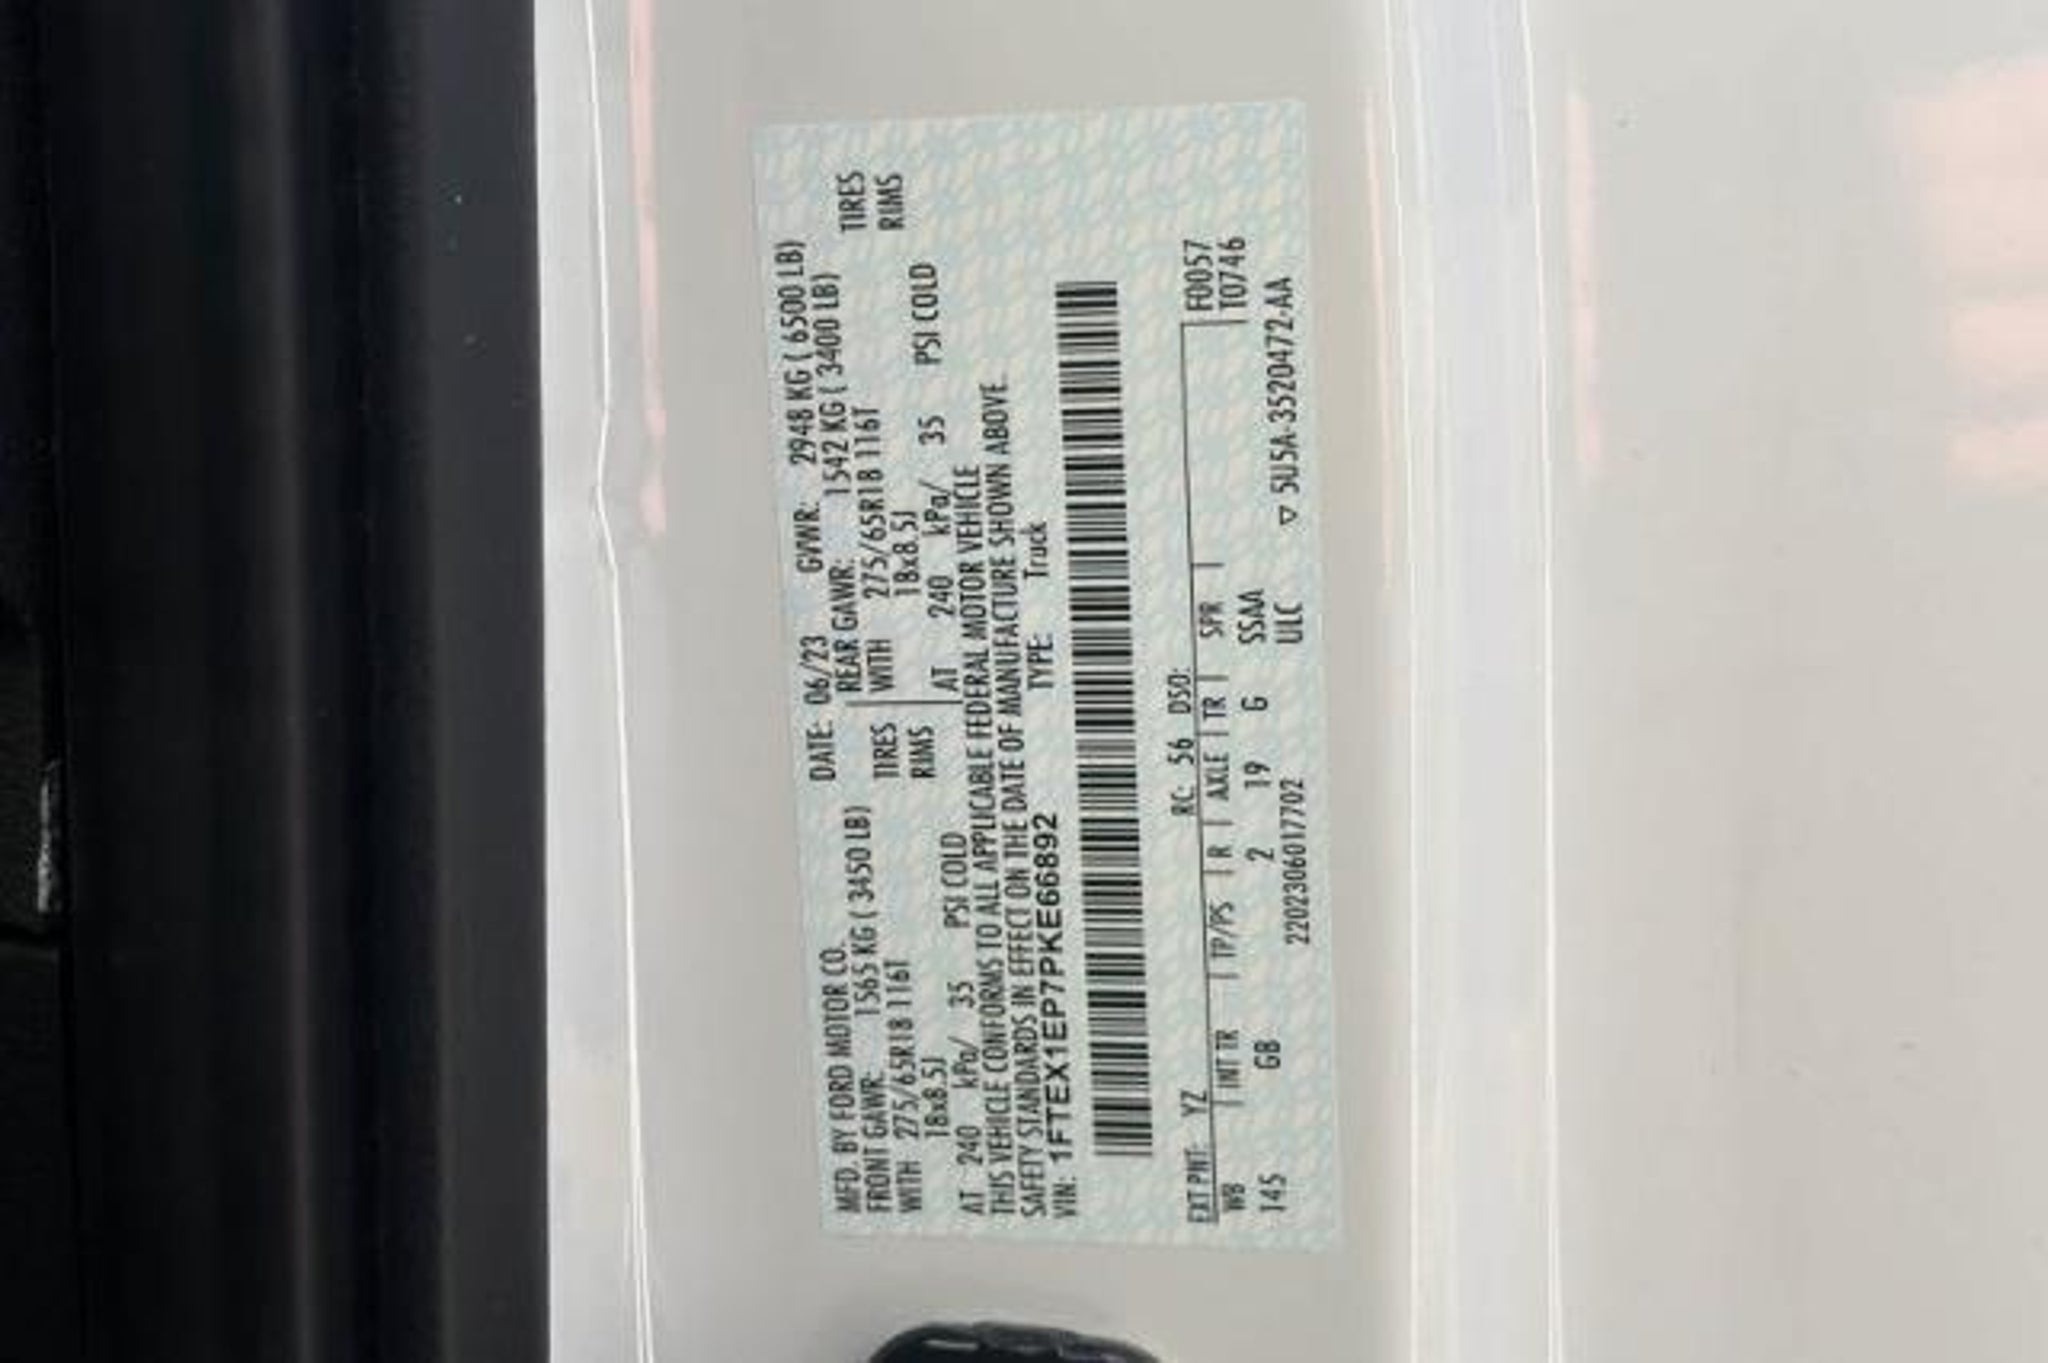 MFD. BY FORD MOTOR CO.
DATE: 06/23 GVWR: 2948 KG ( 6500 LB)
FRONT GAWR: 1565 KG ( 3450 LB) REAR GAWR: 1542 KG ( 3400 LB)
WITH 275/65R18 116T TIRES WITH 275/65R18 116T TIRES
18x8.5J RIMS 18x8.5J RIMS
AT 240 kPa/ 35 PSI COLD AT 240 kPa/ 35 PSI COLD
THIS VEHICLE CONFORMS TO ALL APPLICABLE FEDERAL MOTOR VEHICLE
SAFETY STANDARDS IN EFFECT ON THE DATE OF MANUFACTURE SHOWN ABOVE.
VIN: 1FTEX1EP7PKE66892 TYPE: Truck
EXT PNT: YZ RC: 56 DSO: F0057
WB | INT TR | TP/PS | R | AXLE | TR | SPR | T0746
145 GB 2 19 G SSAA
2202306017702 ULC ▽ 5U5A-3520472-AA